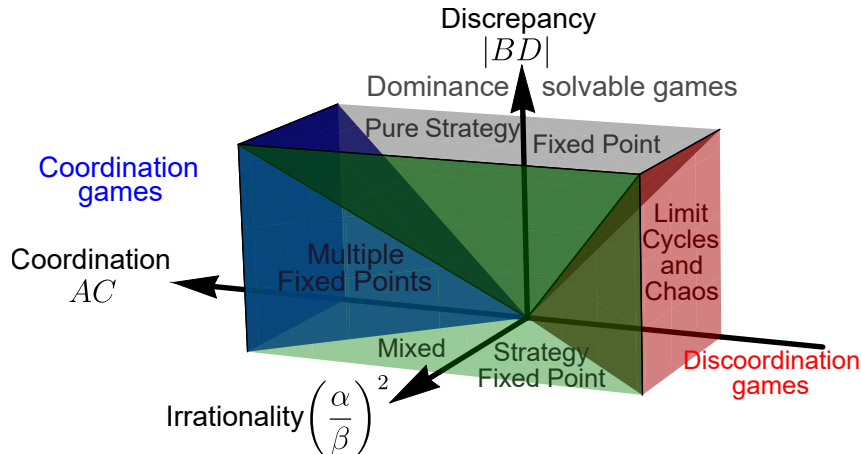 Discrepancy
|BD|
Dominance solvable games
Pure Strategy
Fixed Point
Coordination
games
Limit
Cycles
and
Chaos
Multiple
Fixed Points
Coordination
AC
Mixed
Strategy
Fixed Point
Discoordination
games
Irrationality (α/β)²